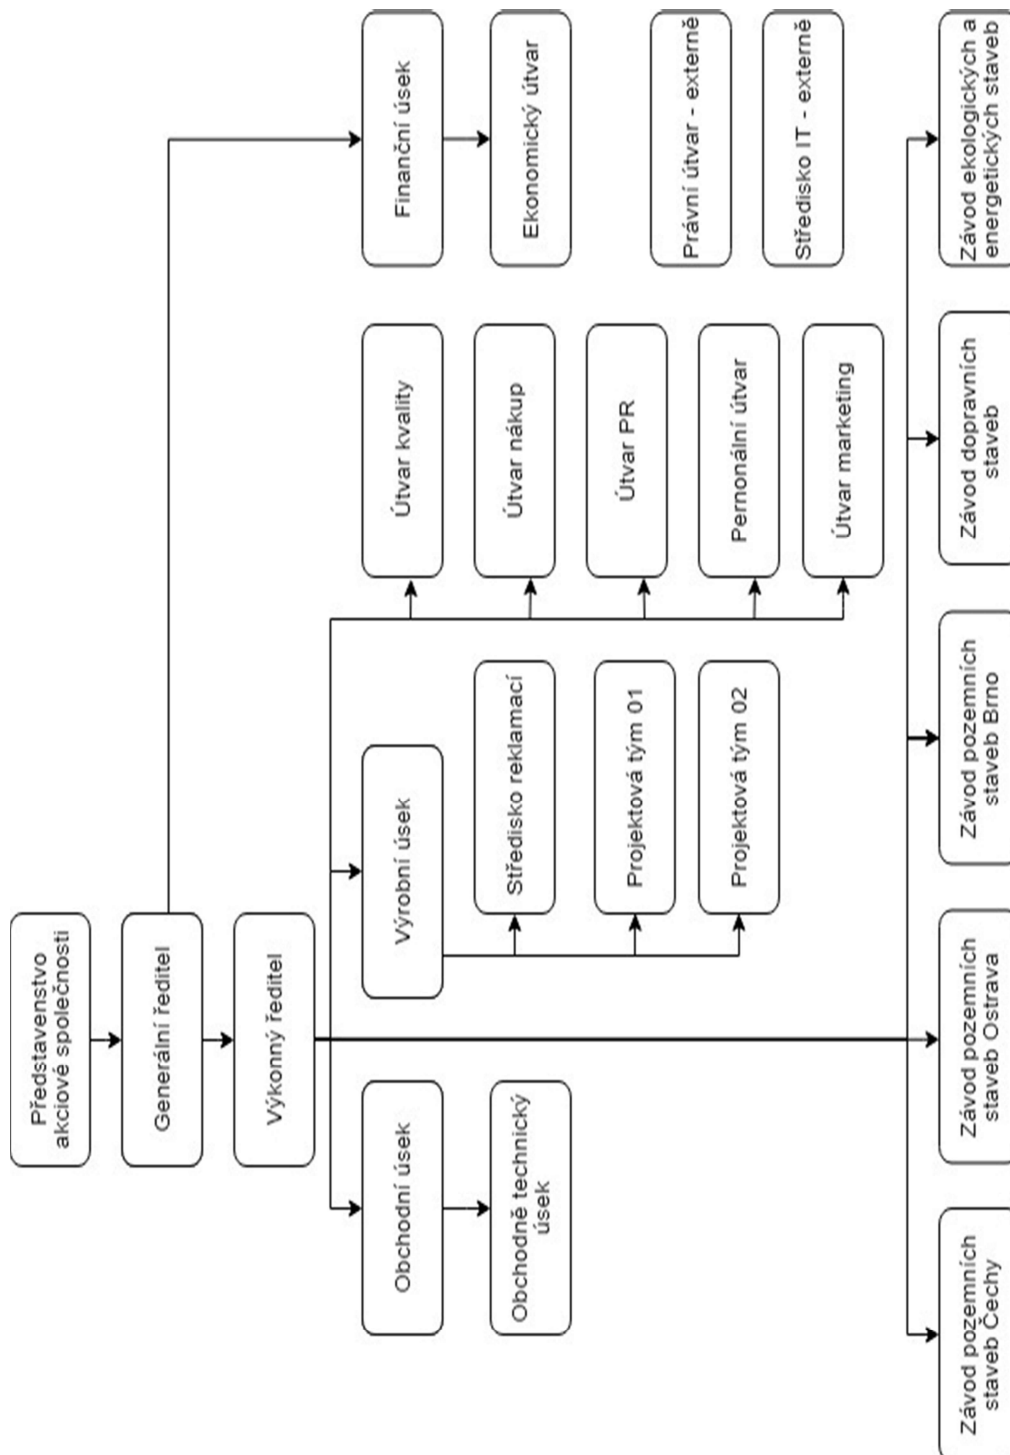 Představenstvo
akciové společnosti
Generální ředitel
Výkonný ředitel
Obchodní úsek
Výrobní úsek
Útvar kvality
Finanční úsek
Obchodně technický
úsek
Středisko reklamací
Útvar nákup
Ekonomický útvar
Projektová tým 01
Útvar PR
Právní útvar - externě
Projektová tým 02
Pernonální útvar
Středisko IT - externě
Útvar marketing
Závod pozemních
staveb Čechy
Závod pozemních
staveb Ostrava
Závod pozemních
staveb Brno
Závod dopravních
staveb
Závod ekologických a
energetických staveb